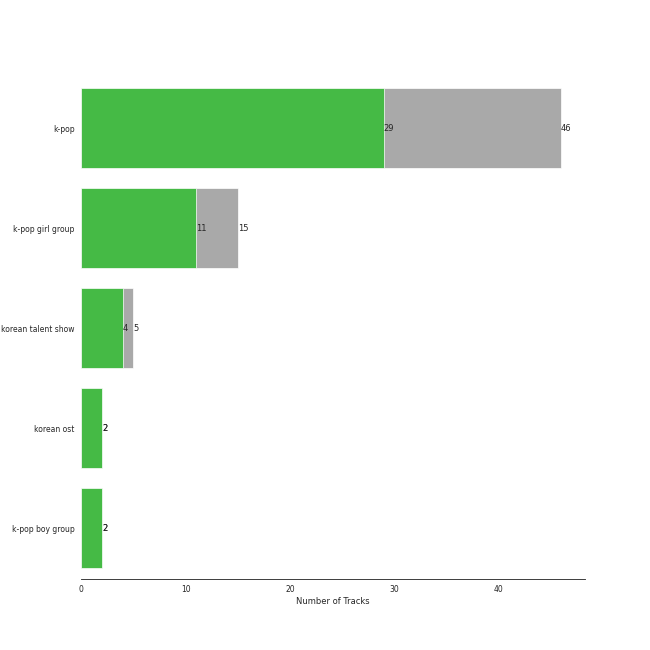 k-pop 29 46
k-pop girl group 11 15
korean talent show 4 5
korean ost 2
k-pop boy group 2
0 10 20 30 40
Number of Tracks